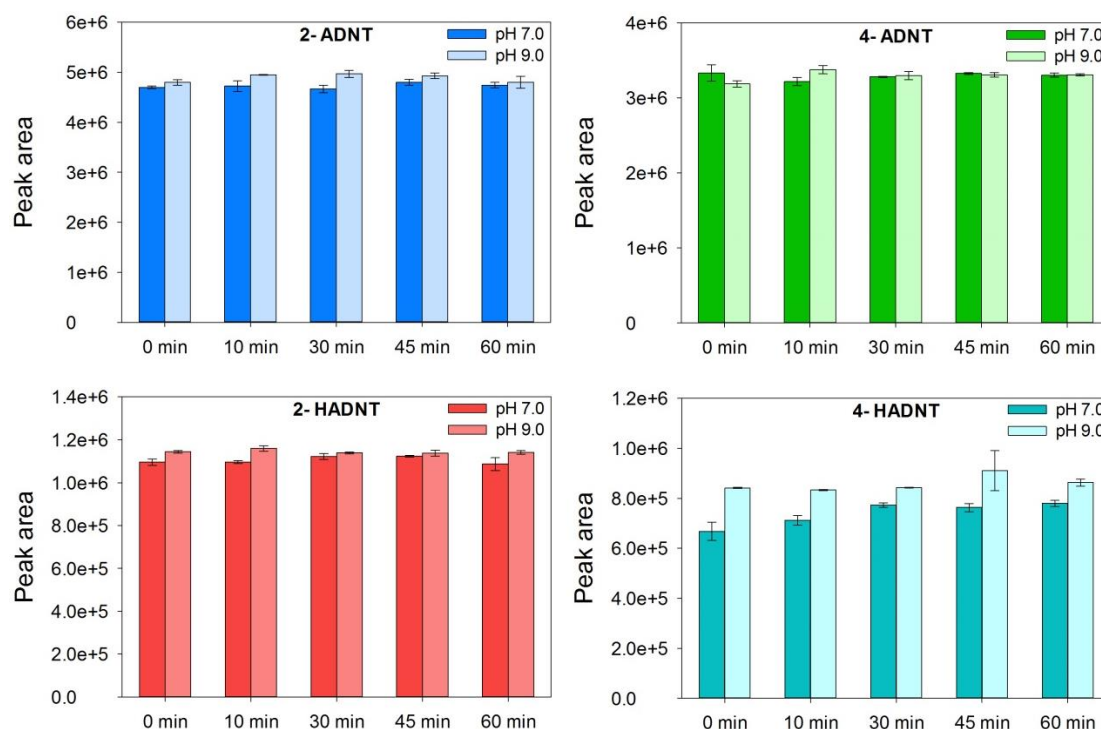 2- ADNT
pH 7.0
pH 9.0
Peak area
6e+6
5e+6
4e+6
3e+6
2e+6
1e+6
0
0 min 10 min 30 min 45 min 60 min
4- ADNT
pH 7.0
pH 9.0
Peak area
4e+6
3e+6
2e+6
1e+6
0
0 min 10 min 30 min 45 min 60 min
2- HADNT
pH 7.0
pH 9.0
Peak area
1.4e+6
1.2e+6
1.0e+6
8.0e+5
6.0e+5
4.0e+5
2.0e+5
0.0
0 min 10 min 30 min 45 min 60 min
4- HADNT
pH 7.0
pH 9.0
Peak area
1.2e+6
1.0e+6
8.0e+5
6.0e+5
4.0e+5
2.0e+5
0.0
0 min 10 min 30 min 45 min 60 min